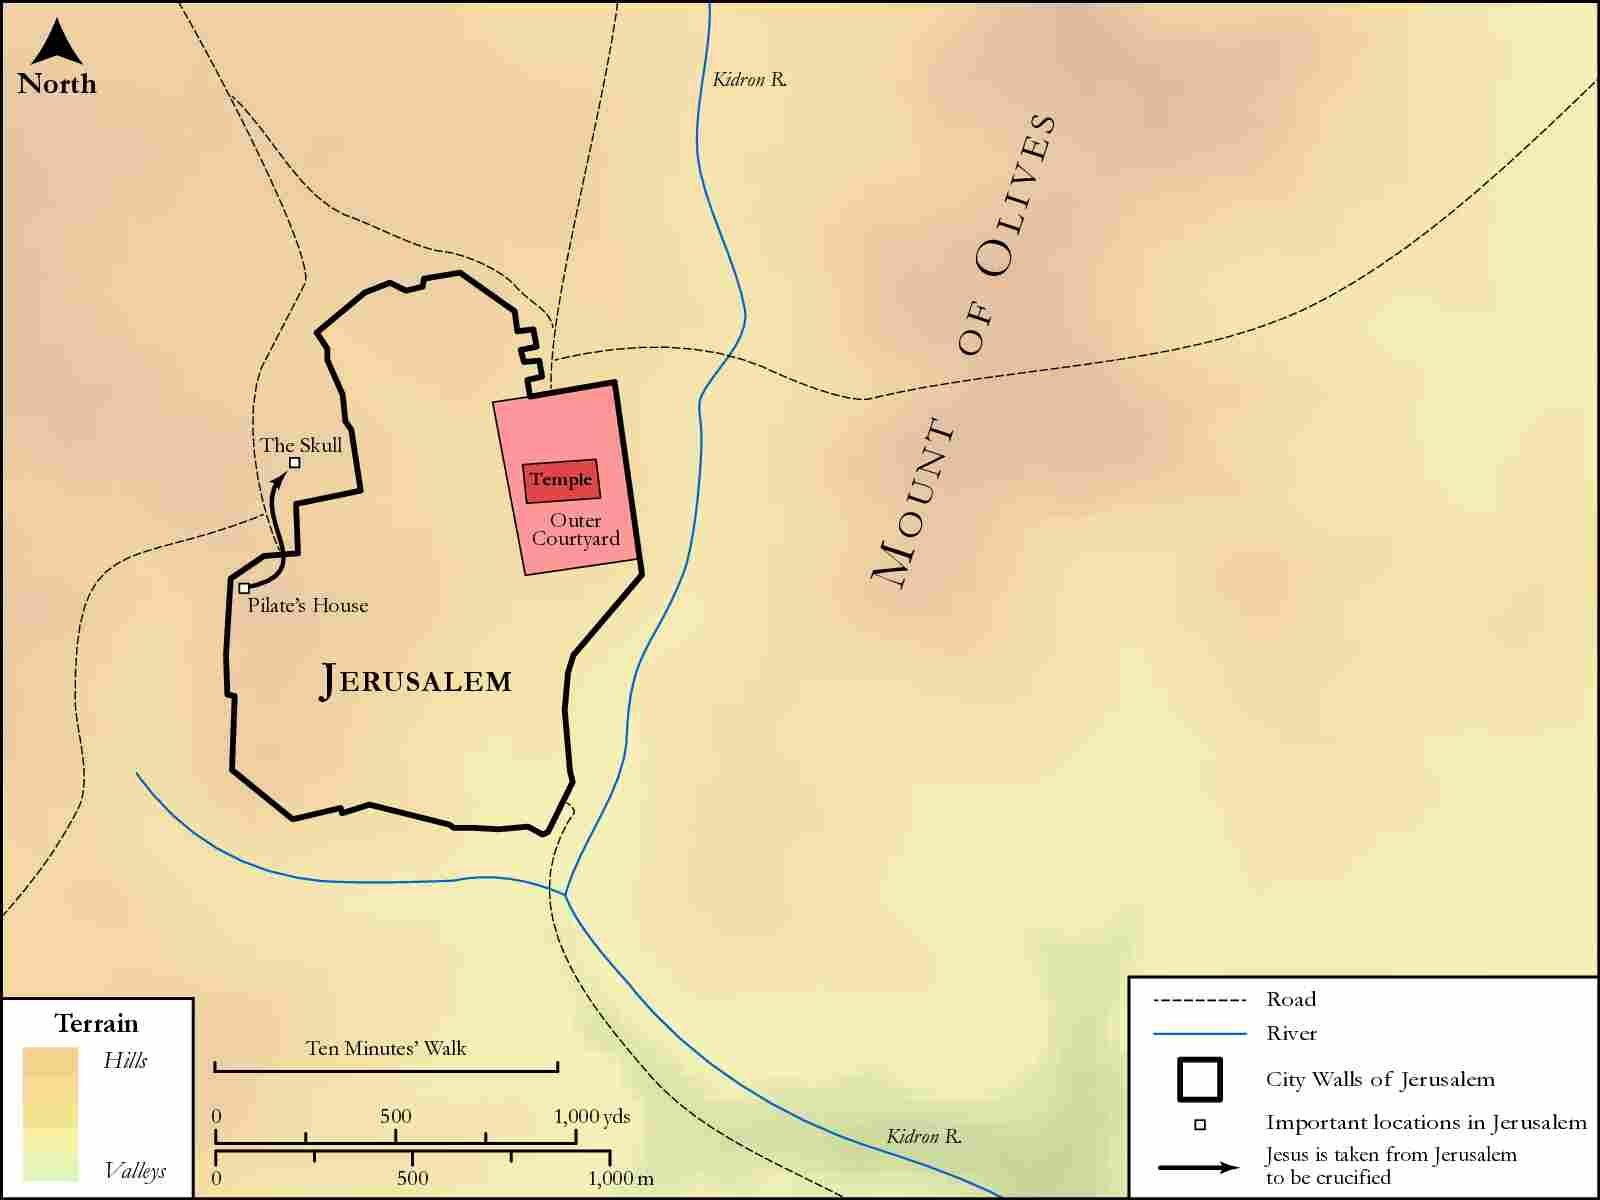 North
Kidron R.
MOUNT OF OLIVES
The Skull
Temple
Outer
Courtyard
Pilate's House
JERUSALEM
Kidron R.
Terrain
Hills
Valleys
Ten Minutes' Walk
0 500 1,000 yds
0 500 1,000 m
Road
River
City Walls of Jerusalem
Important locations in Jerusalem
Jesus is taken from Jerusalem
to be crucified